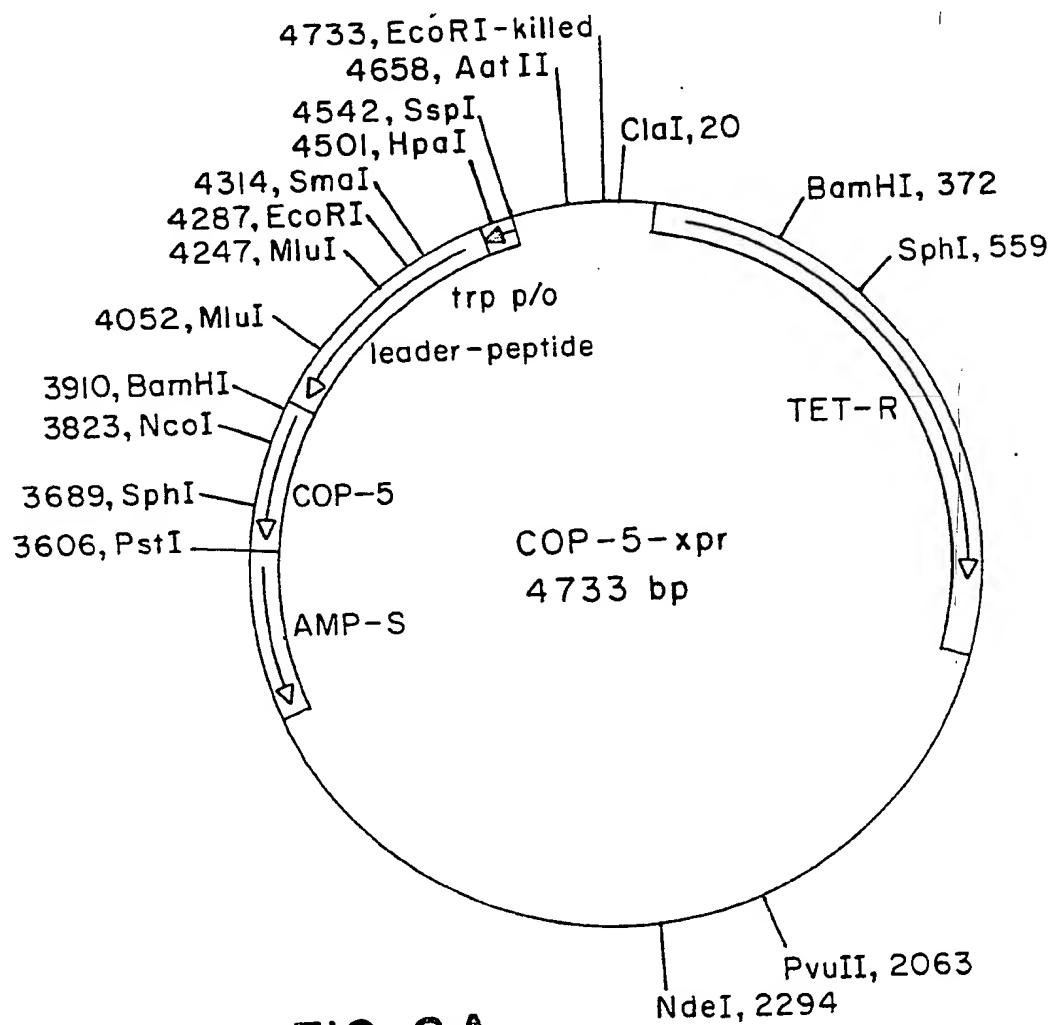 4733, EcoRI-killed
4658, AatII
4542, SspI
4501, HpaI
4314, SmaI
4287, EcoRI
4247, MluI
4052, MluI
3910, BamHI
3823, NcoI
3689, SphI
3606, PstI
ClaI, 20
BamHI, 372
SphI, 559
trp p/o
leader-peptide
TET-R
COP-5
COP-5-xpr
4733 bp
AMP-S
PvuII, 2063
NdeI, 2294